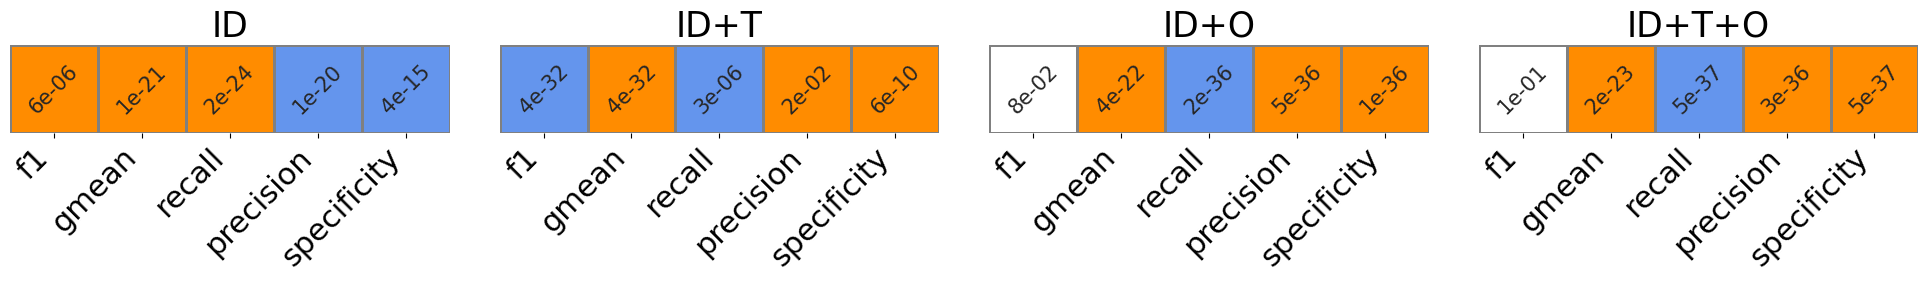 ID
ID+T
ID+O
ID+T+O
6e-06 1e-21 2e-24 1e-20 4e-15
4e-32 4e-32 3e-06 2e-02 6e-10
8e-02 4e-22 2e-36 5e-36 1e-36
1e-01 2e-23 5e-37 3e-36 5e-37
f1 gmean recall precision specificity
f1 gmean recall precision specificity
f1 gmean recall precision specificity
f1 gmean recall precision specificity